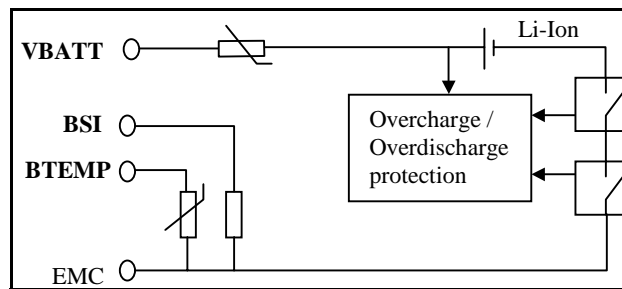 Li-Ion
VBATT
BSI
Overcharge /
Overdischarge
protection
BTEMP
EMC